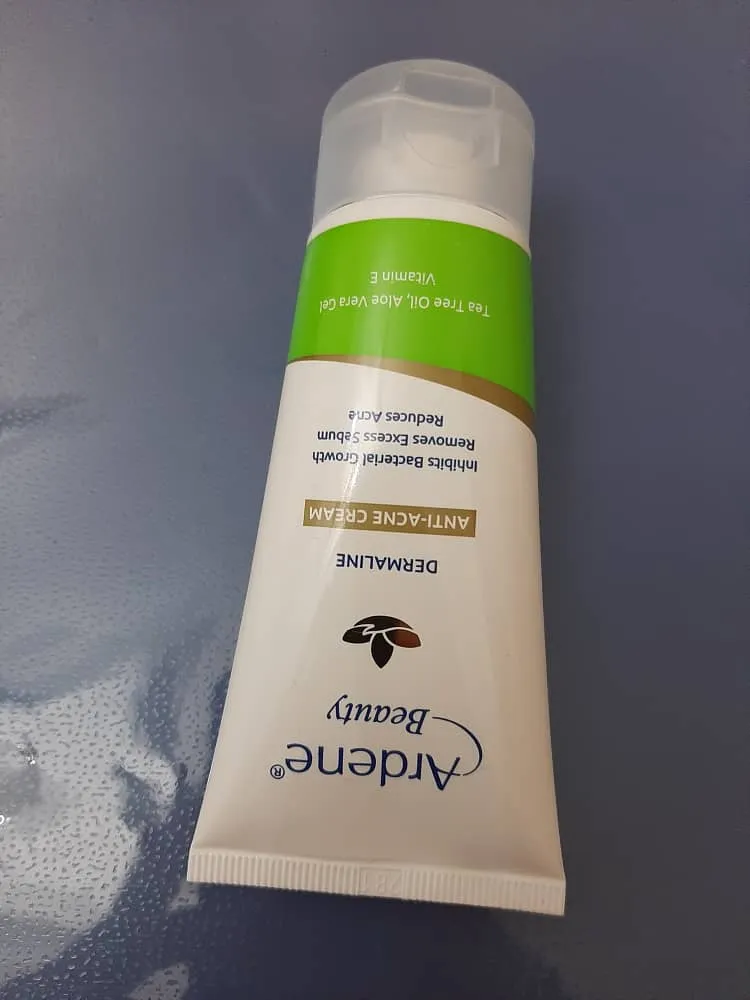 Ardene®
Beauty
DERMALINE
ANTI-ACNE CREAM
Inhibits Bacterial Growth
Removes Excess Sebum
Reduces Acne
Tea Tree Oil, Aloe Vera Gel
Vitamin E